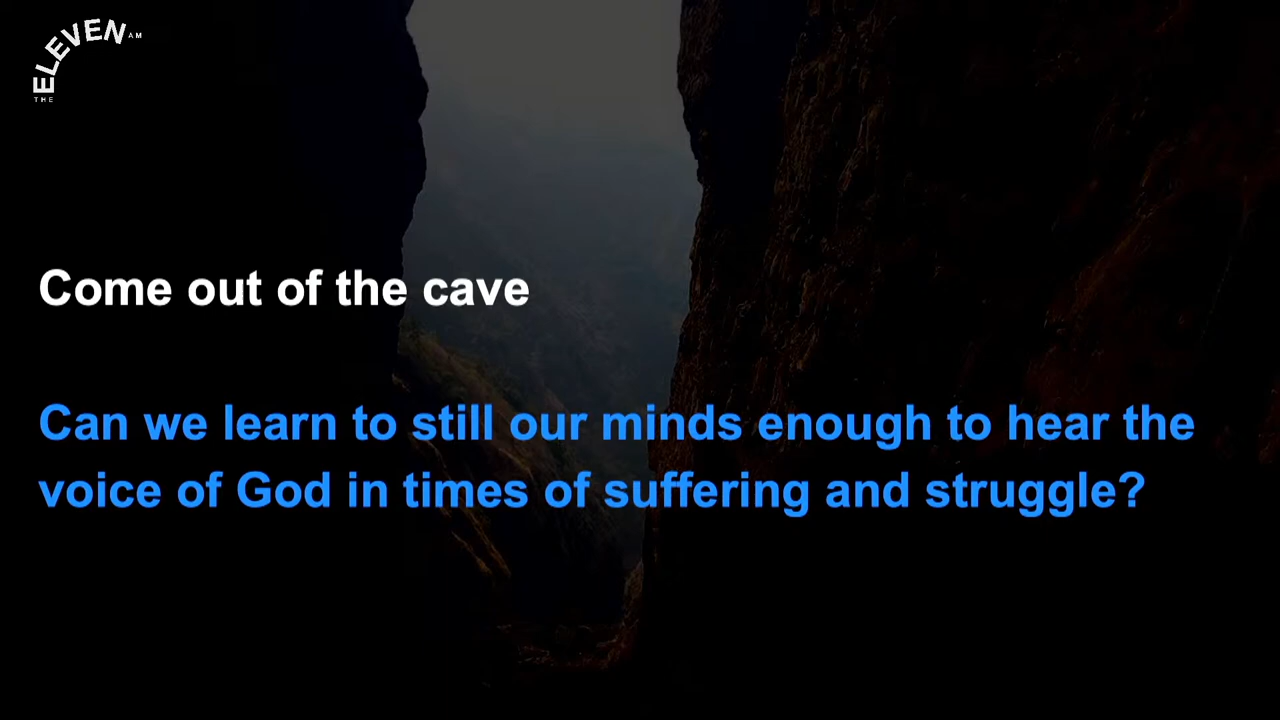 THE ELEVEN AM
Come out of the cave
Can we learn to still our minds enough to hear the
voice of God in times of suffering and struggle?